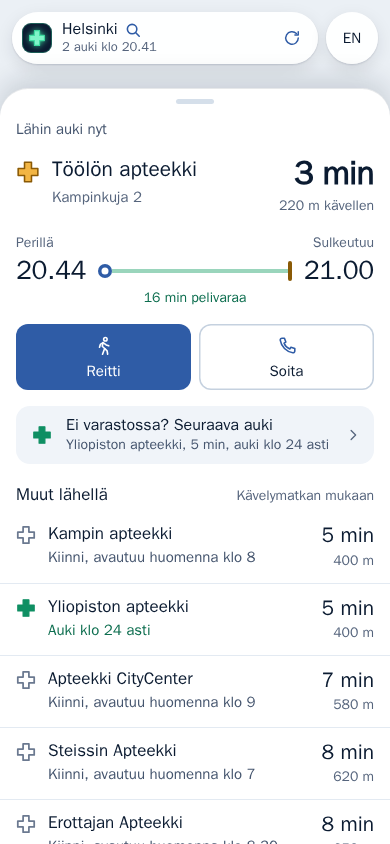 Helsinki
2 auki klo 20.41
EN
Lähin auki nyt
Töölön apteekki
3 min
Kampinkuja 2
220 m kävellen
Perillä
Sulkeutuu
20.44
21.00
16 min pelivaraa
Reitti
Soita
Ei varastossa? Seuraava auki
Yliopiston apteekki, 5 min, auki klo 24 asti
Muut lähellä
Kävelymatkan mukaan
Kampin apteekki
5 min
Kiinni, avautuu huomenna klo 8
400 m
Yliopiston apteekki
5 min
Auki klo 24 asti
400 m
Apteekki CityCenter
7 min
Kiinni, avautuu huomenna klo 9
580 m
Steissin Apteekki
8 min
Kiinni, avautuu huomenna klo 7
620 m
Erottajan Apteekki
8 min